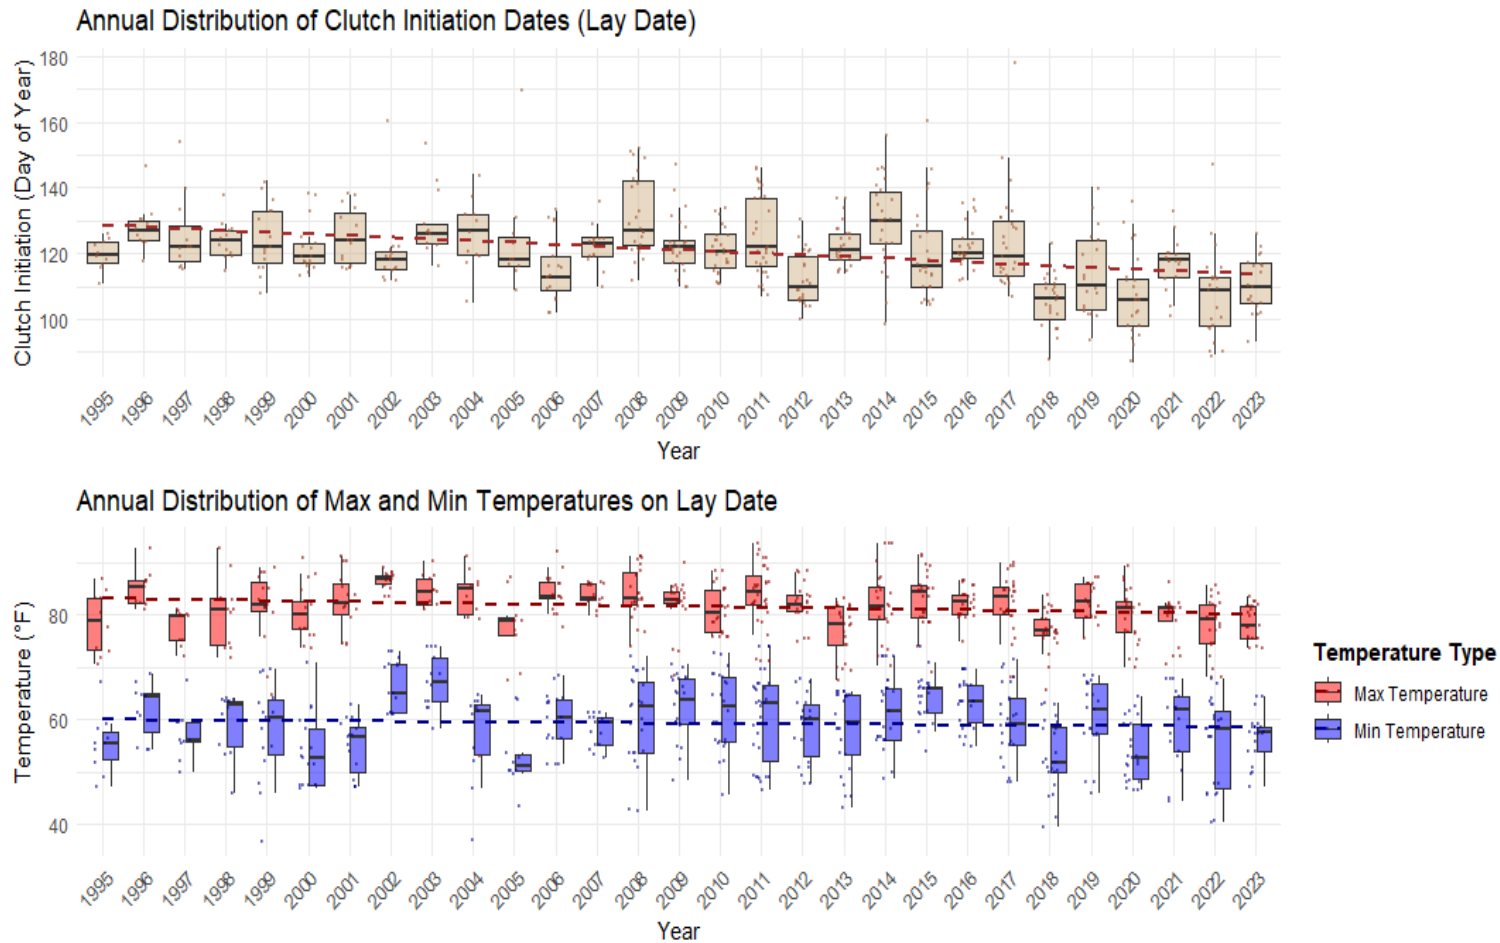 Annual Distribution of Clutch Initiation Dates (Lay Date)
Clutch Initiation (Day of Year)
180
160
140
120
100
1995 1996 1997 1998 1999 2000 2001 2002 2003 2004 2005 2006 2007 2008 2009 2010 2011 2012 2013 2014 2015 2016 2017 2018 2019 2020 2021 2022 2023
Year
Annual Distribution of Max and Min Temperatures on Lay Date
Temperature (°F)
80
60
40
1995 1996 1997 1998 1999 2000 2001 2002 2003 2004 2005 2006 2007 2008 2009 2010 2011 2012 2013 2014 2015 2016 2017 2018 2019 2020 2021 2022 2023
Year
Temperature Type
Max Temperature
Min Temperature